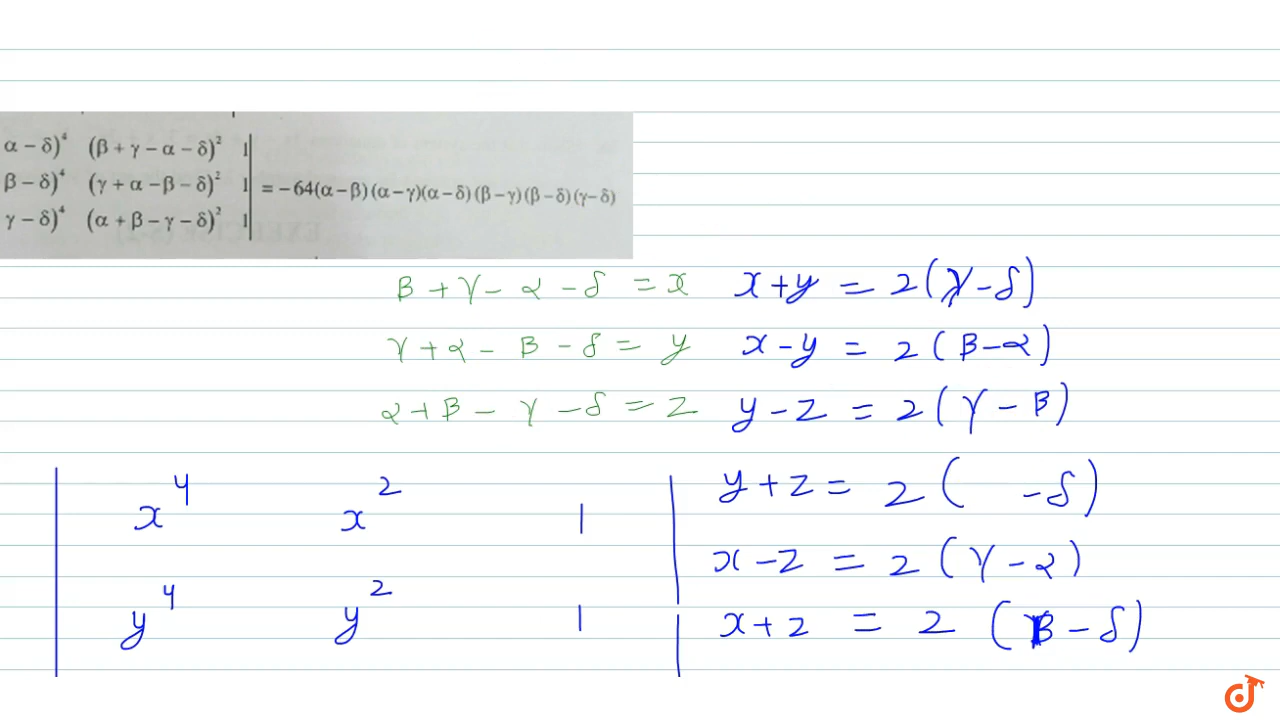 α − δ)⁴ (β + γ − α − δ)² 1
β − δ)⁴ (γ + α − β − δ)² 1 = − 64(α − β)(α − γ)(α − δ)(β − γ)(β − δ)(γ − δ)
γ − δ)⁴ (α + β − γ − δ)² 1
β + γ − α − δ = x x + y = 2(γ − δ)
γ + α − β − δ = y x − y = 2(β − α)
α + β − γ − δ = z y − z = 2(γ − β)
x⁴ x² 1 y + z = 2( − δ)
x − z = 2(γ − α)
y⁴ y² 1 x + z = 2(β − δ)